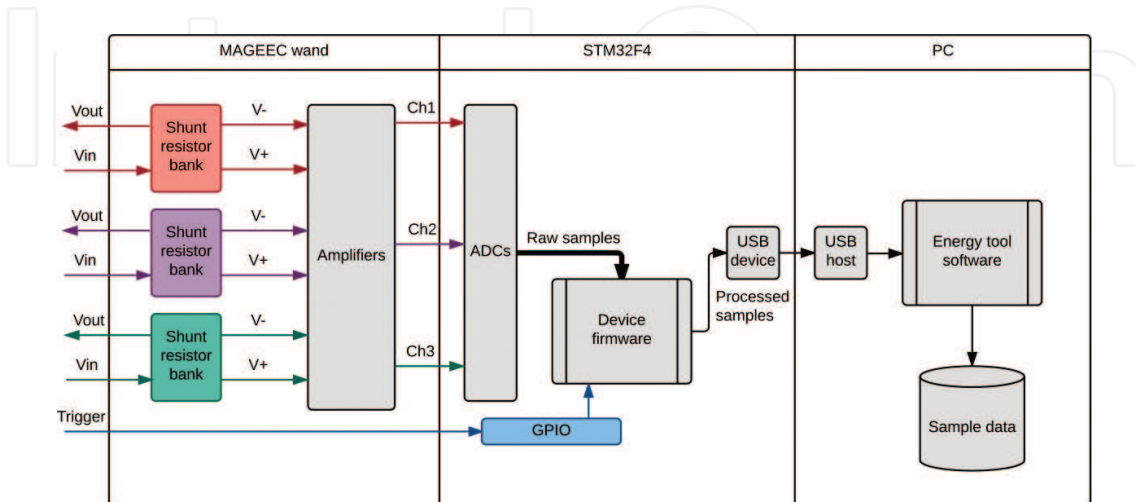 MAGEEC wand
STM32F4
PC
Vout
Vin
Shunt
resistor
bank
V-
V+
Vout
Vin
Shunt
resistor
bank
V-
V+
Vout
Vin
Shunt
resistor
bank
V-
V+
Trigger
Amplifiers
Ch1
Ch2
Ch3
ADCs
Raw samples
Device
firmware
GPIO
USB
device
Processed
samples
USB
host
Energy tool
software
Sample data